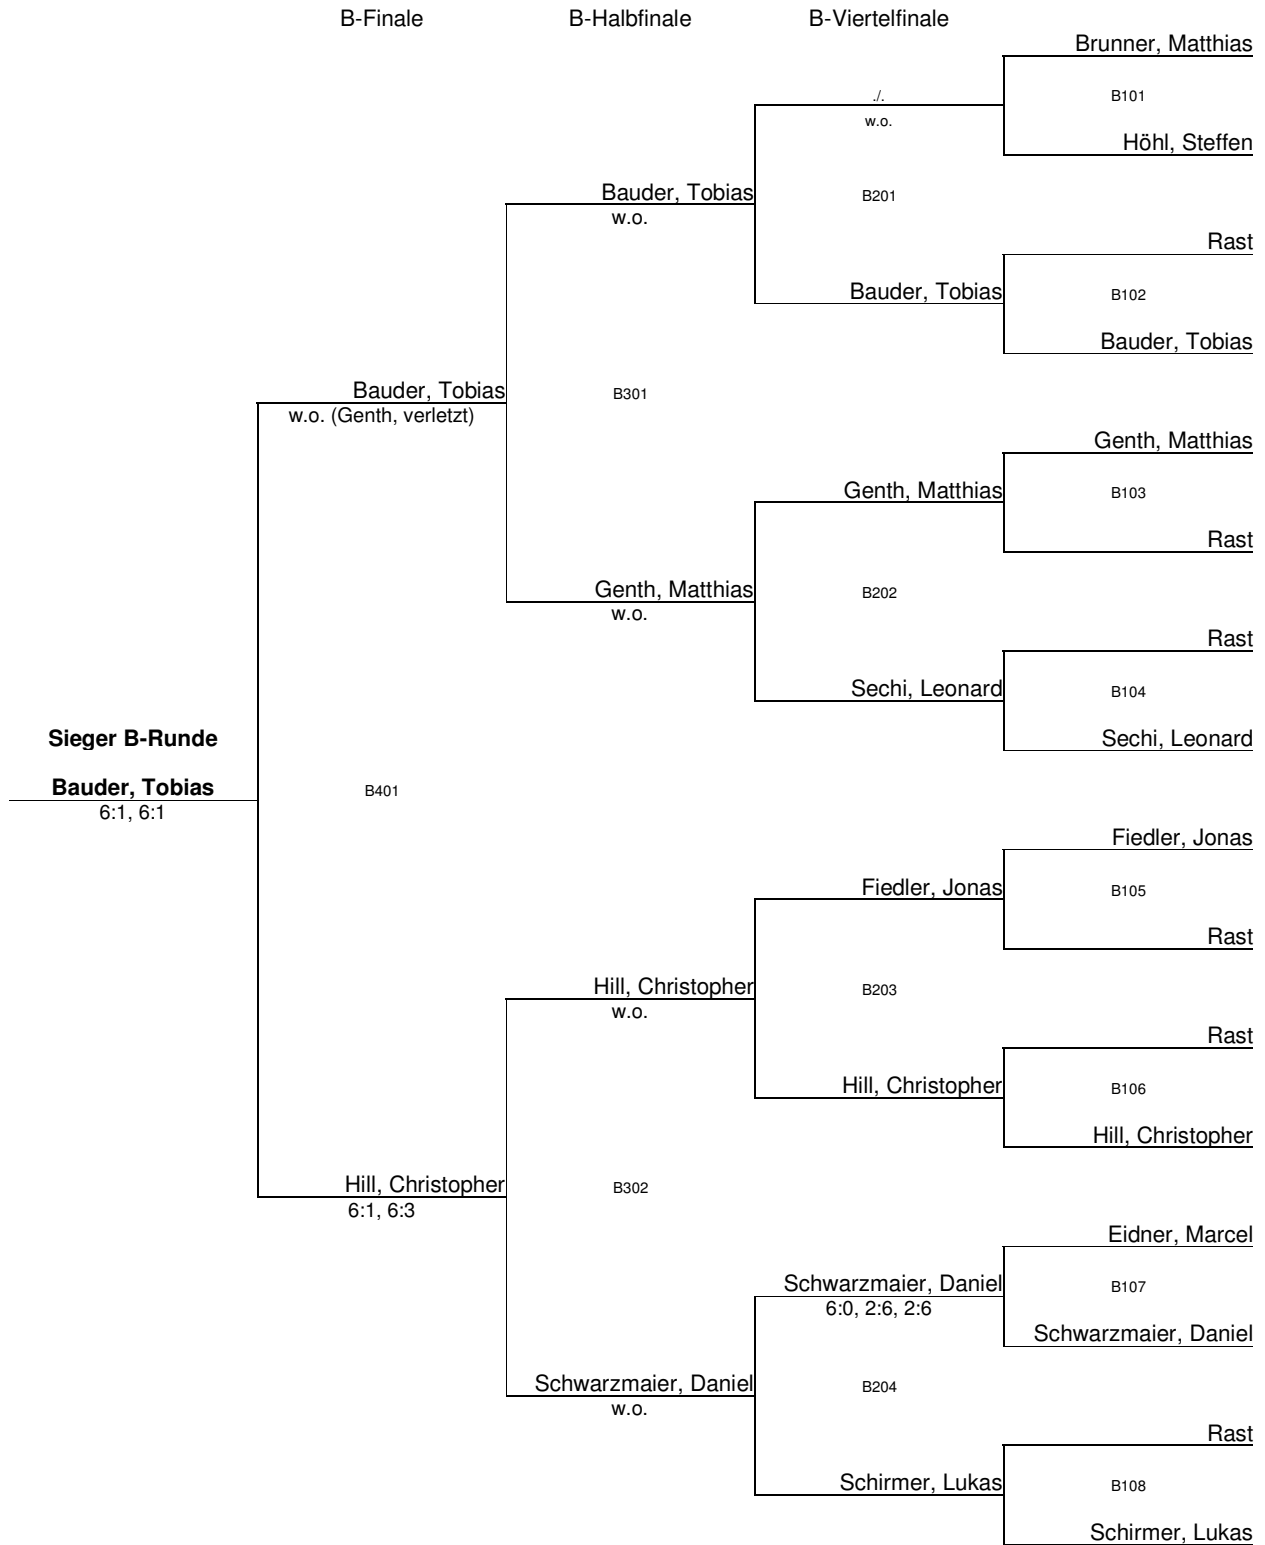 B-Finale B-Halbfinale B-Viertelfinale
Brunner, Matthias
./. B101
w.o.
Höhl, Steffen
Bauder, Tobias B201
w.o.
Rast
Bauder, Tobias B102
Bauder, Tobias
Bauder, Tobias B301
w.o. (Genth, verletzt)
Genth, Matthias
Genth, Matthias B103
Rast
Genth, Matthias B202
w.o.
Rast
Sechi, Leonard B104
Sieger B-Runde Sechi, Leonard
Bauder, Tobias B401
6:1, 6:1
Fiedler, Jonas
Fiedler, Jonas B105
Rast
Hill, Christopher B203
w.o.
Rast
Hill, Christopher B106
Hill, Christopher
Hill, Christopher B302
6:1, 6:3
Eidner, Marcel
Schwarzmaier, Daniel B107
6:0, 2:6, 2:6
Schwarzmaier, Daniel
Schwarzmaier, Daniel B204
w.o.
Rast
Schirmer, Lukas B108
Schirmer, Lukas